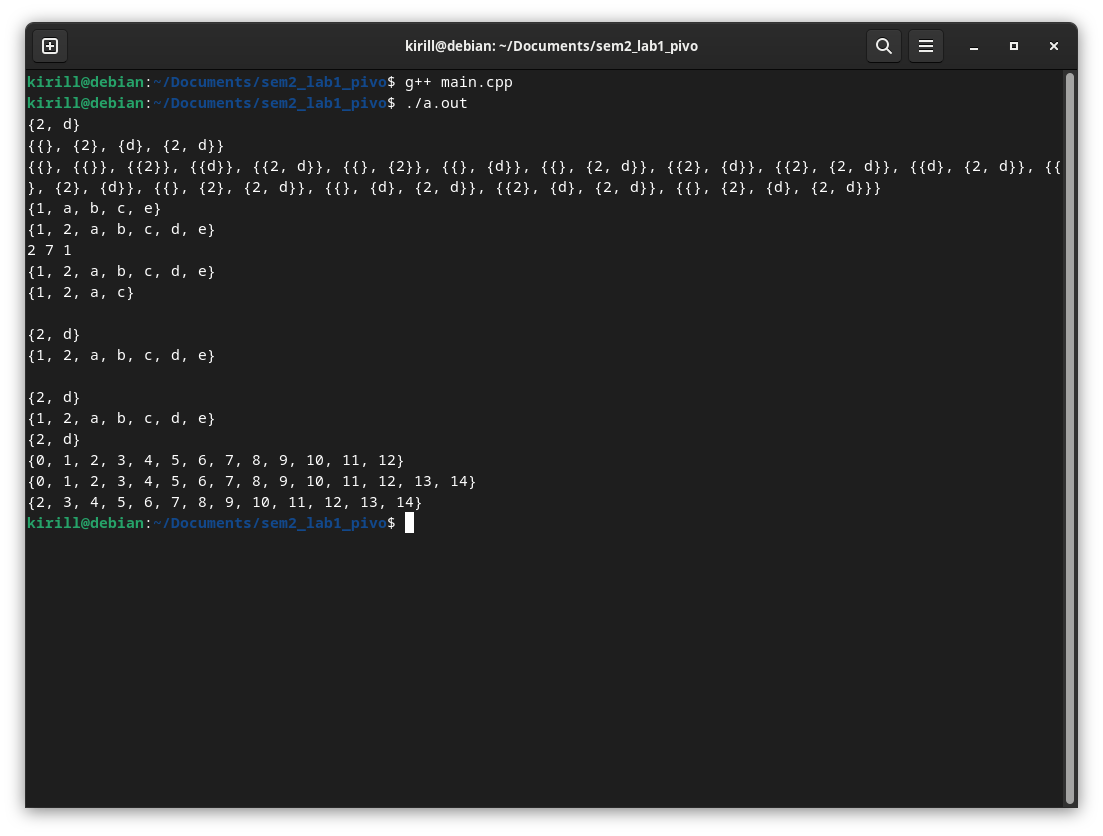 kirill@debian: ~/Documents/sem2_lab1_pivo
kirill@debian:~/Documents/sem2_lab1_pivo$ g++ main.cpp
kirill@debian:~/Documents/sem2_lab1_pivo$ ./a.out
{2, d}
{{}, {2}, {d}, {2, d}}
{{}, {{}}, {{2}}, {{d}}, {{2, d}}, {{}, {2}}, {{}, {d}}, {{}, {2, d}}, {{2}, {d}}, {{2}, {2, d}}, {{d}, {2, d}}, {{
}, {2}, {d}}, {{}, {2}, {2, d}}, {{}, {d}, {2, d}}, {{2}, {d}, {2, d}}, {{}, {2}, {d}, {2, d}}}
{1, a, b, c, e}
{1, 2, a, b, c, d, e}
2 7 1
{1, 2, a, b, c, d, e}
{1, 2, a, c}

{2, d}
{1, 2, a, b, c, d, e}

{2, d}
{1, 2, a, b, c, d, e}
{2, d}
{0, 1, 2, 3, 4, 5, 6, 7, 8, 9, 10, 11, 12}
{0, 1, 2, 3, 4, 5, 6, 7, 8, 9, 10, 11, 12, 13, 14}
{2, 3, 4, 5, 6, 7, 8, 9, 10, 11, 12, 13, 14}
kirill@debian:~/Documents/sem2_lab1_pivo$